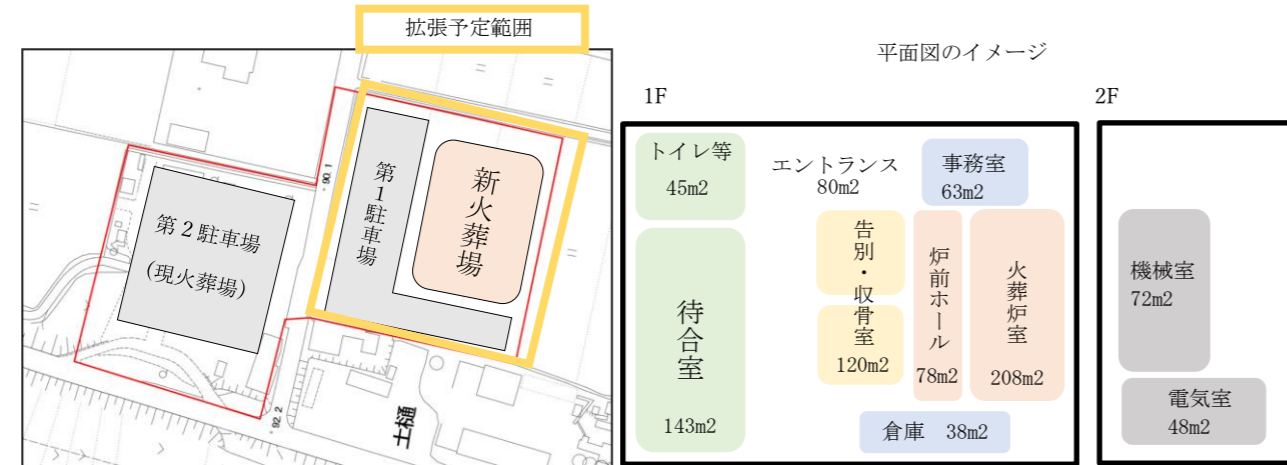 拡張予定範囲
平面図のイメージ
90.1
第1駐車場
新火葬場
第2駐車場
(現火葬場)
92.2
土樋
1F
トイレ等
45m2
エントランス
80m2
事務室
63m2
待合室
143m2
告別・収骨室
120m2
炉前ホール
78m2
火葬炉室
208m2
倉庫 38m2
2F
機械室
72m2
電気室
48m2